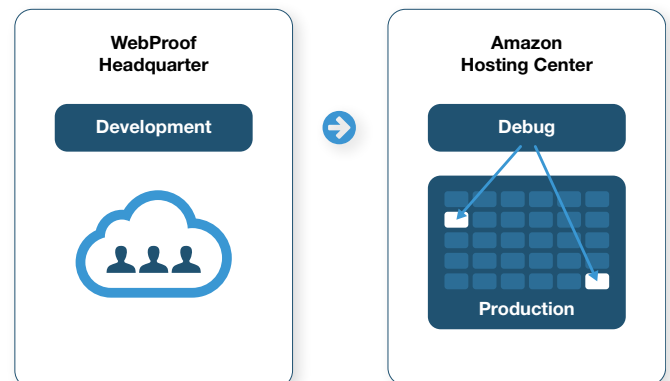 WebProof
Headquarter
Development
Amazon
Hosting Center
Debug
Production